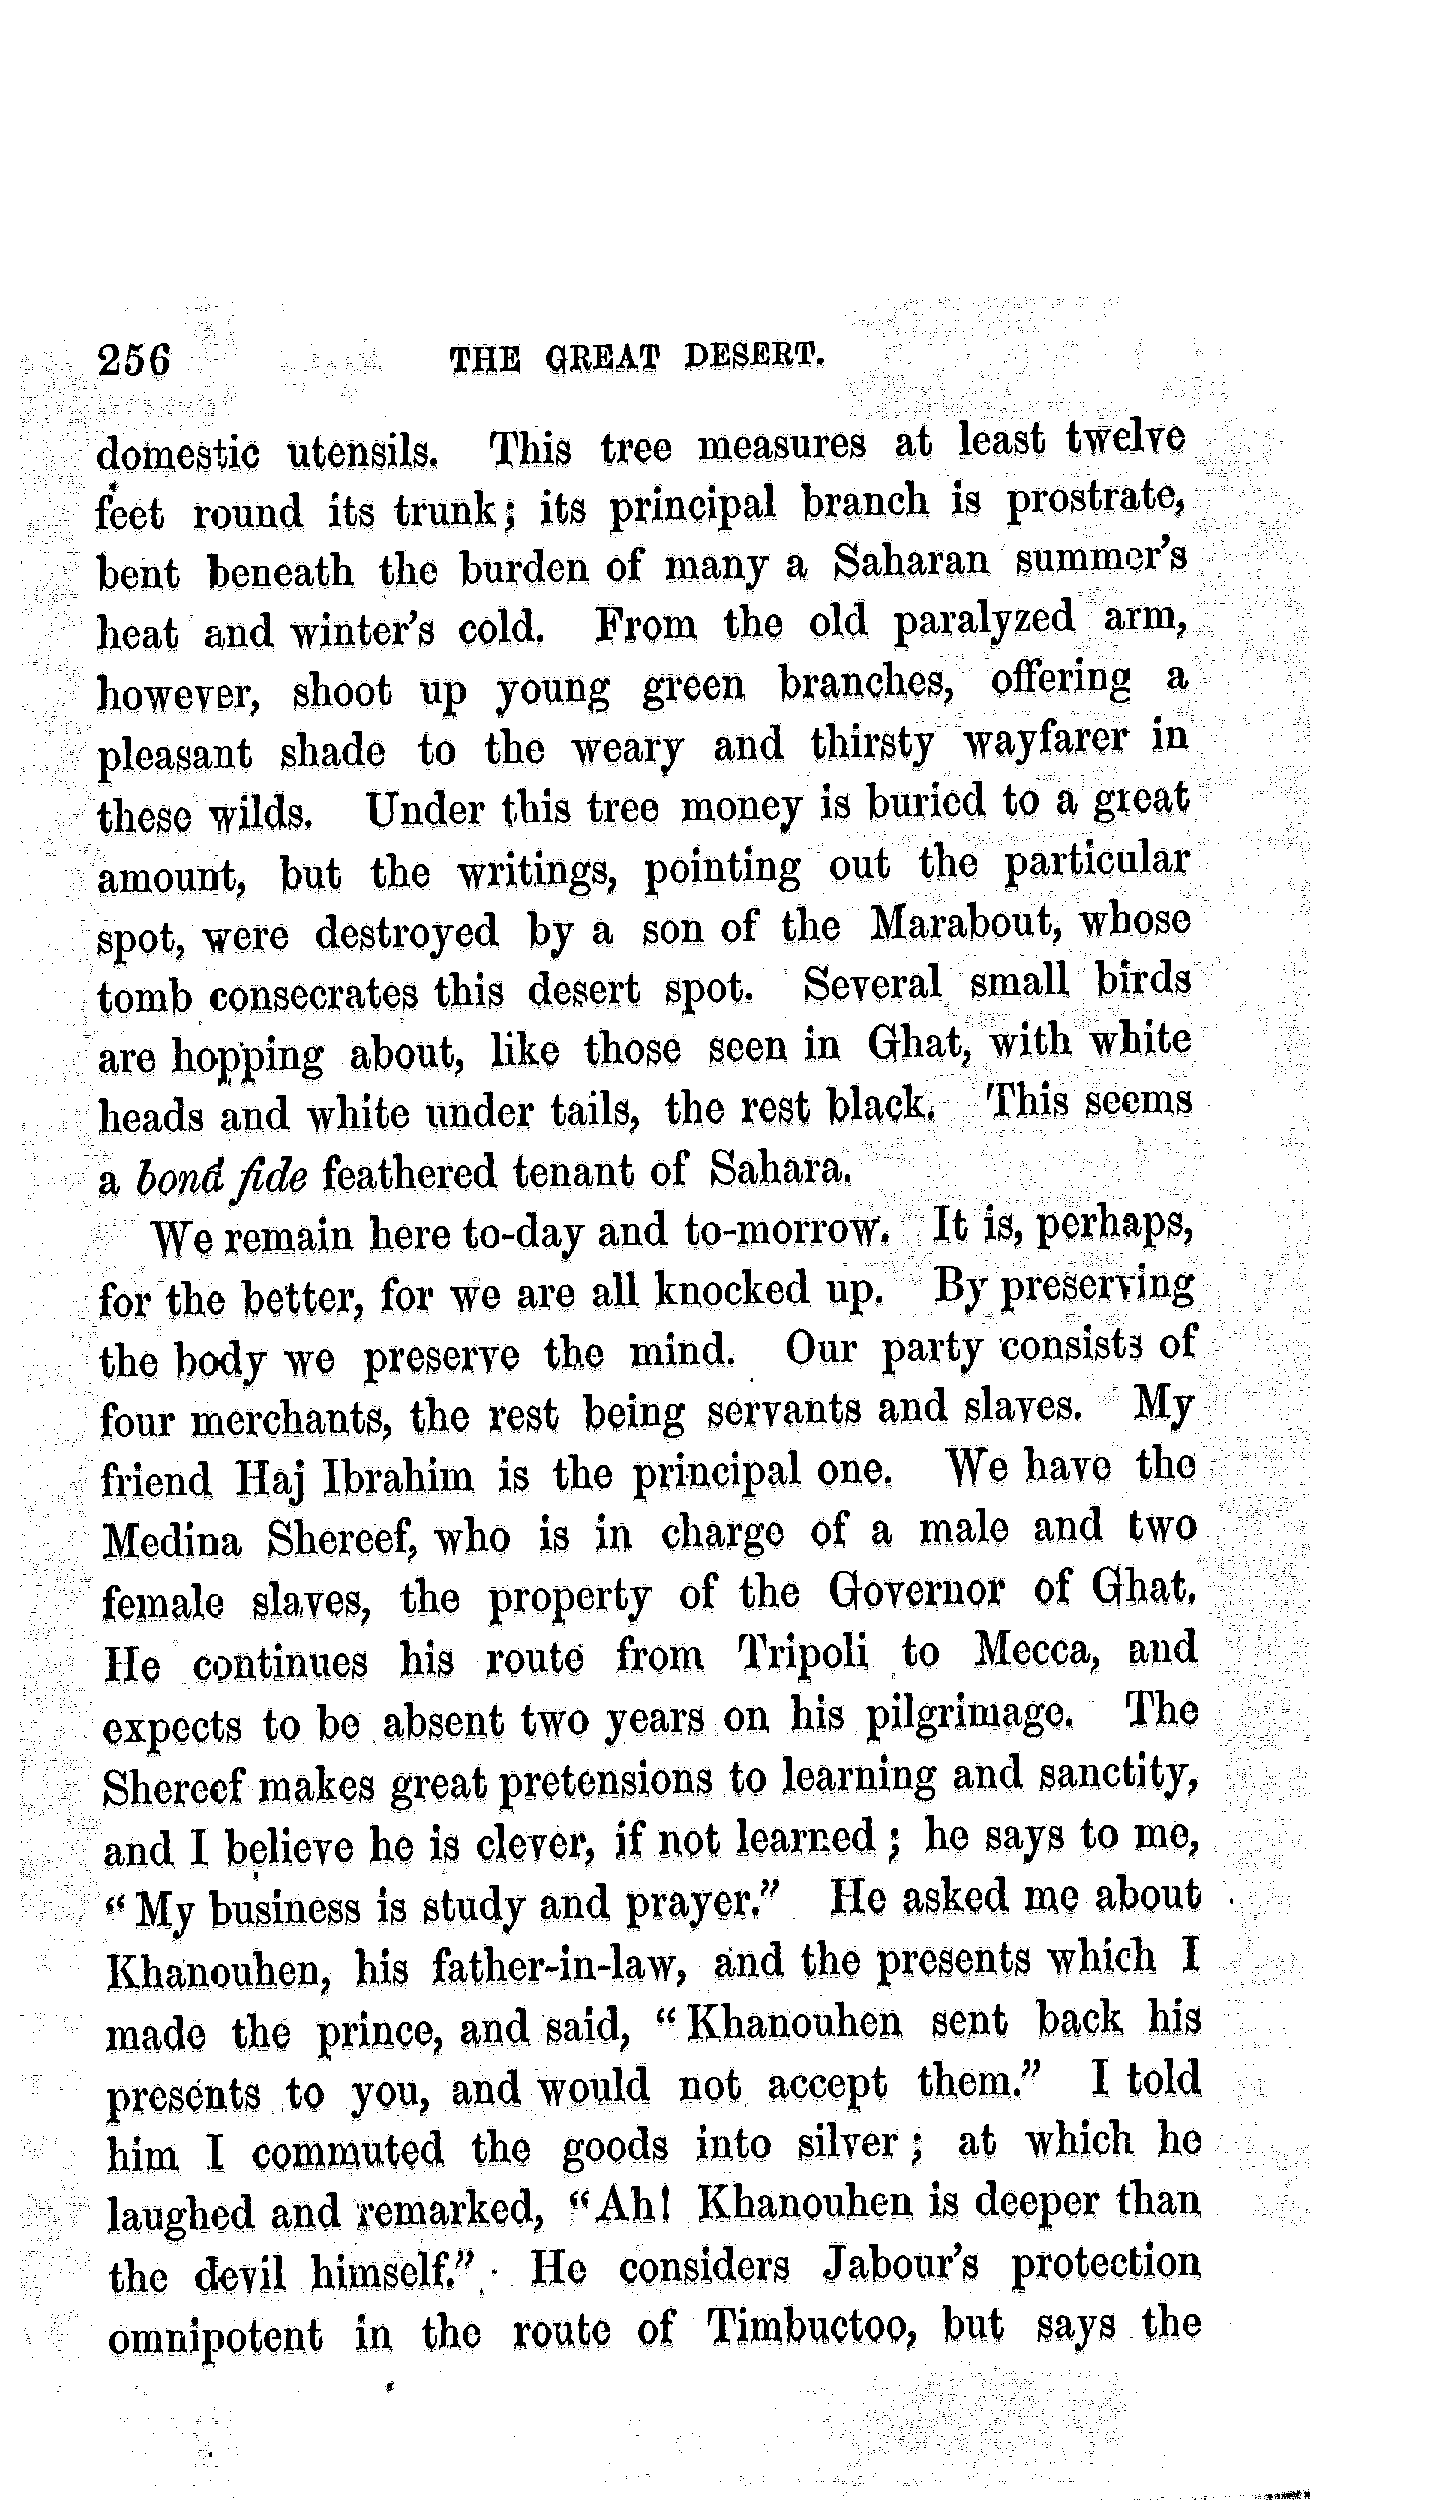 256 THE GREAT DESERT.
domestic utensils. This tree measures at least twelve
feet round its trunk; its principal branch is prostrate,
bent beneath the burden of many a Saharan summer's
heat and winter's cold. From the old paralyzed arm,
however, shoot up young green branches, offering a
pleasant shade to the weary and thirsty wayfarer in
these wilds. Under this tree money is buried to a great
amount, but the writings, pointing out the particular
spot, were destroyed by a son of the Marabout, whose
tomb consecrates this desert spot. Several small birds
are hopping about, like those seen in Ghat, with white
heads and white under tails, the rest black. This seems
a bonâ fide feathered tenant of Sahara.
We remain here to-day and to-morrow. It is, perhaps,
for the better, for we are all knocked up. By preserving
the body we preserve the mind. Our party consists of
four merchants, the rest being servants and slaves. My
friend Haj Ibrahim is the principal one. We have the
Medina Shereef, who is in charge of a male and two
female slaves, the property of the Governor of Ghat.
He continues his route from Tripoli to Mecca, and
expects to be absent two years on his pilgrimage. The
Shereef makes great pretensions to learning and sanctity,
and I believe he is clever, if not learned; he says to me,
"My business is study and prayer." He asked me about
Khanouhen, his father-in-law, and the presents which I
made the prince, and said, "Khanouhen sent back his
presents to you, and would not accept them." I told
him I commuted the goods into silver; at which he
laughed and remarked, "Ah! Khanouhen is deeper than
the devil himself." He considers Jabour's protection
omnipotent in the route of Timbuctoo, but says the